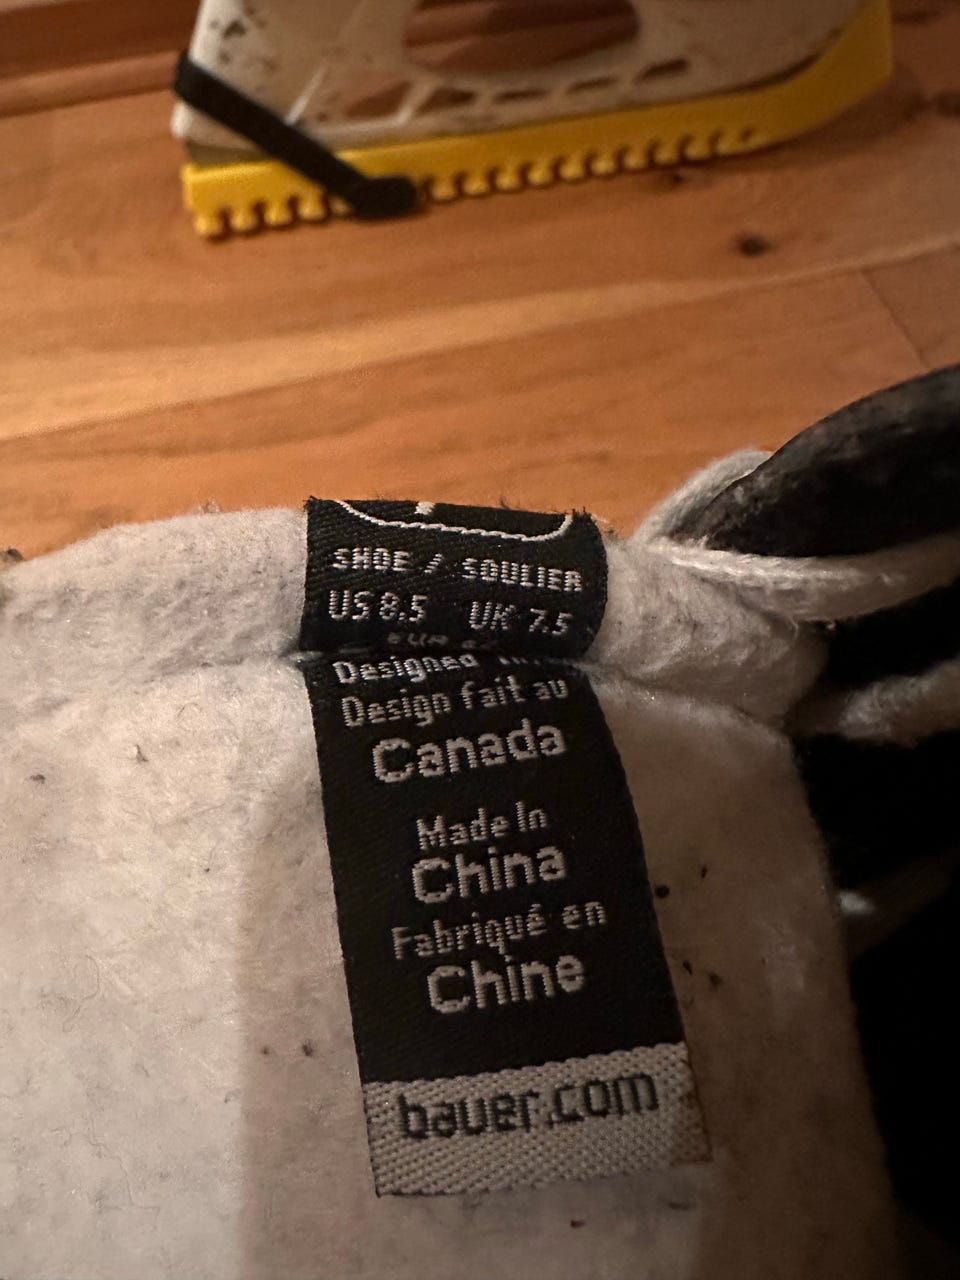 SHOE / SOULIER
US 8.5 UK 7.5
Designed
Design fait au
Canada
Made In
China
Fabriqué en
Chine
bauer.com